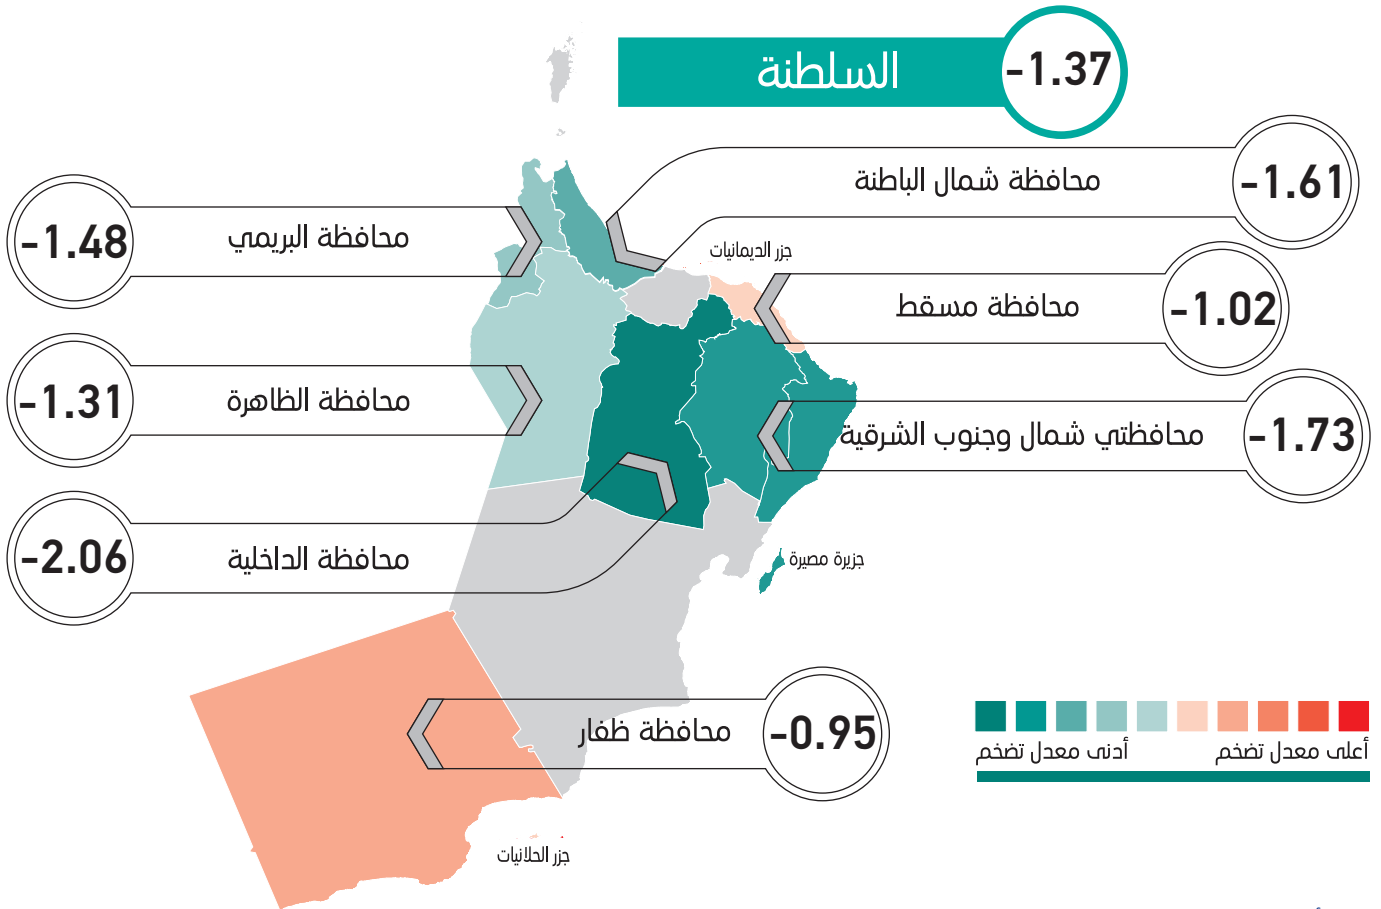 السلطنة
-1.37
محافظة شمال الباطنة
-1.61
محافظة البريمي
-1.48
جزر الديمانيات
محافظة مسقط
-1.02
محافظة الظاهرة
-1.31
محافظتي شمال وجنوب الشرقية
-1.73
محافظة الداخلية
-2.06
جزيرة مصيرة
محافظة ظفار
-0.95
أعلى معدل تضخم
أدنى معدل تضخم
جزر الحلانيات